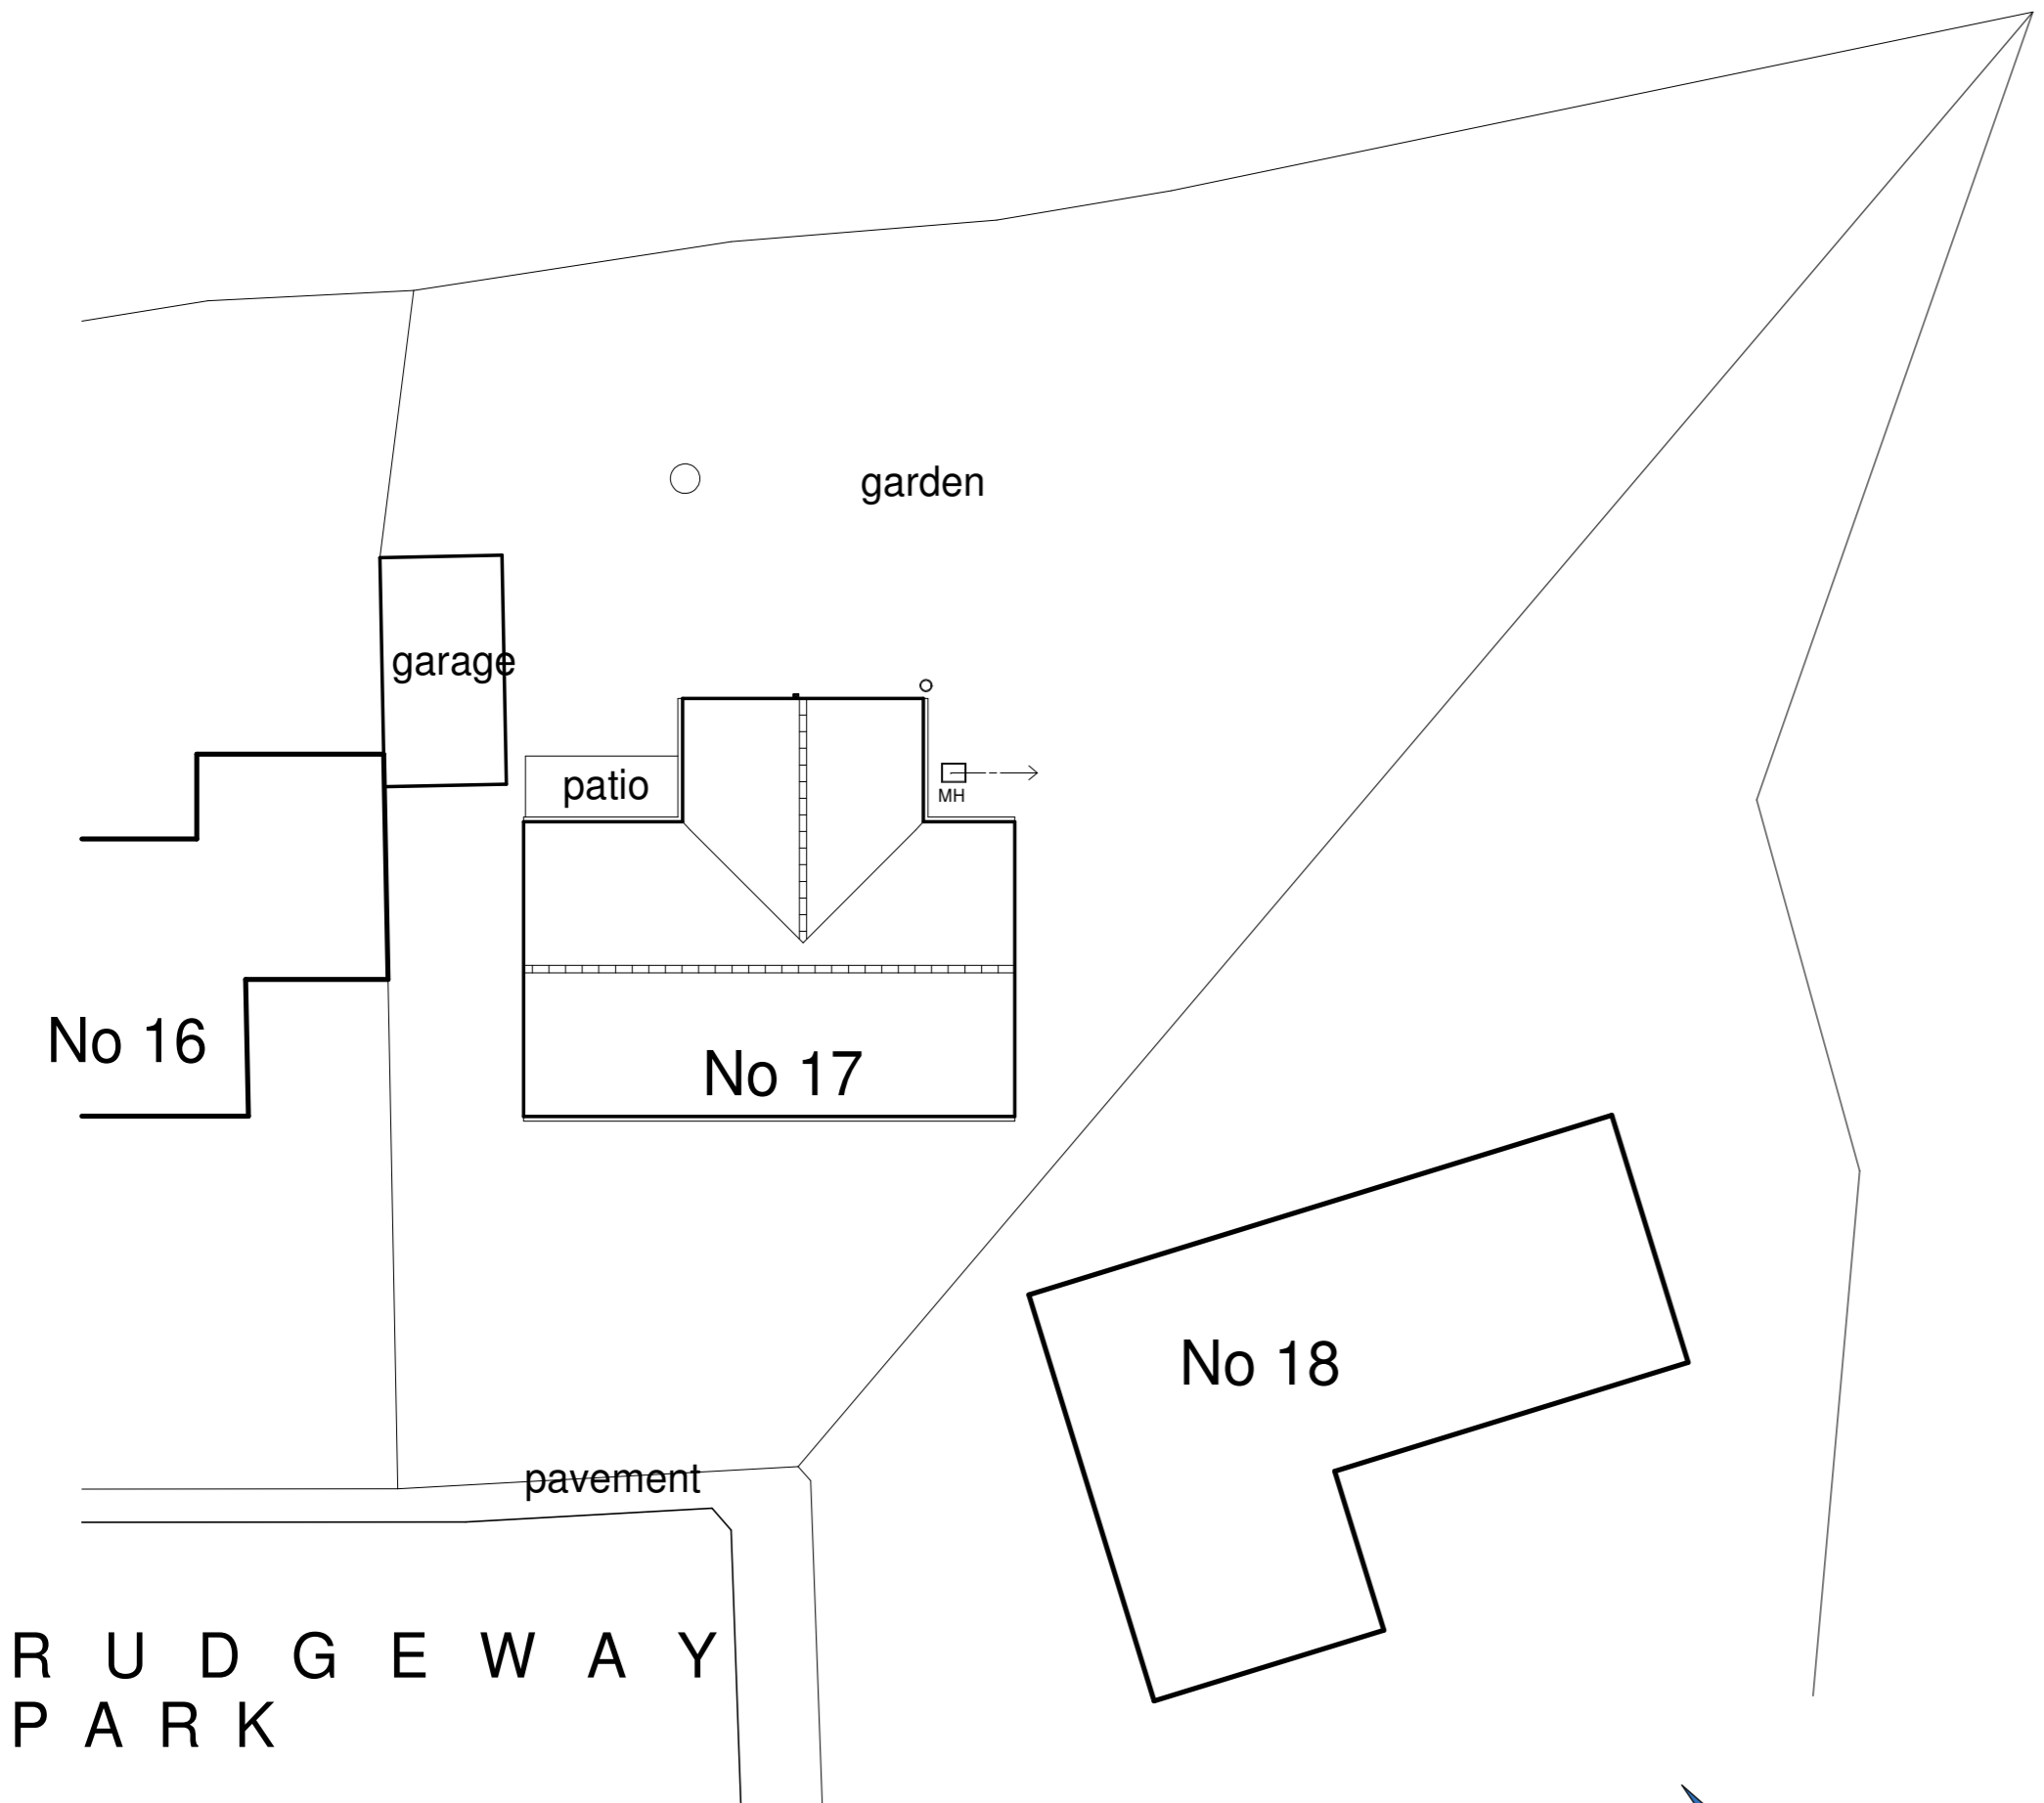 garden
garage
patio
MH
No 16
No 17
No 18
pavement
R U D G E W A Y
P A R K